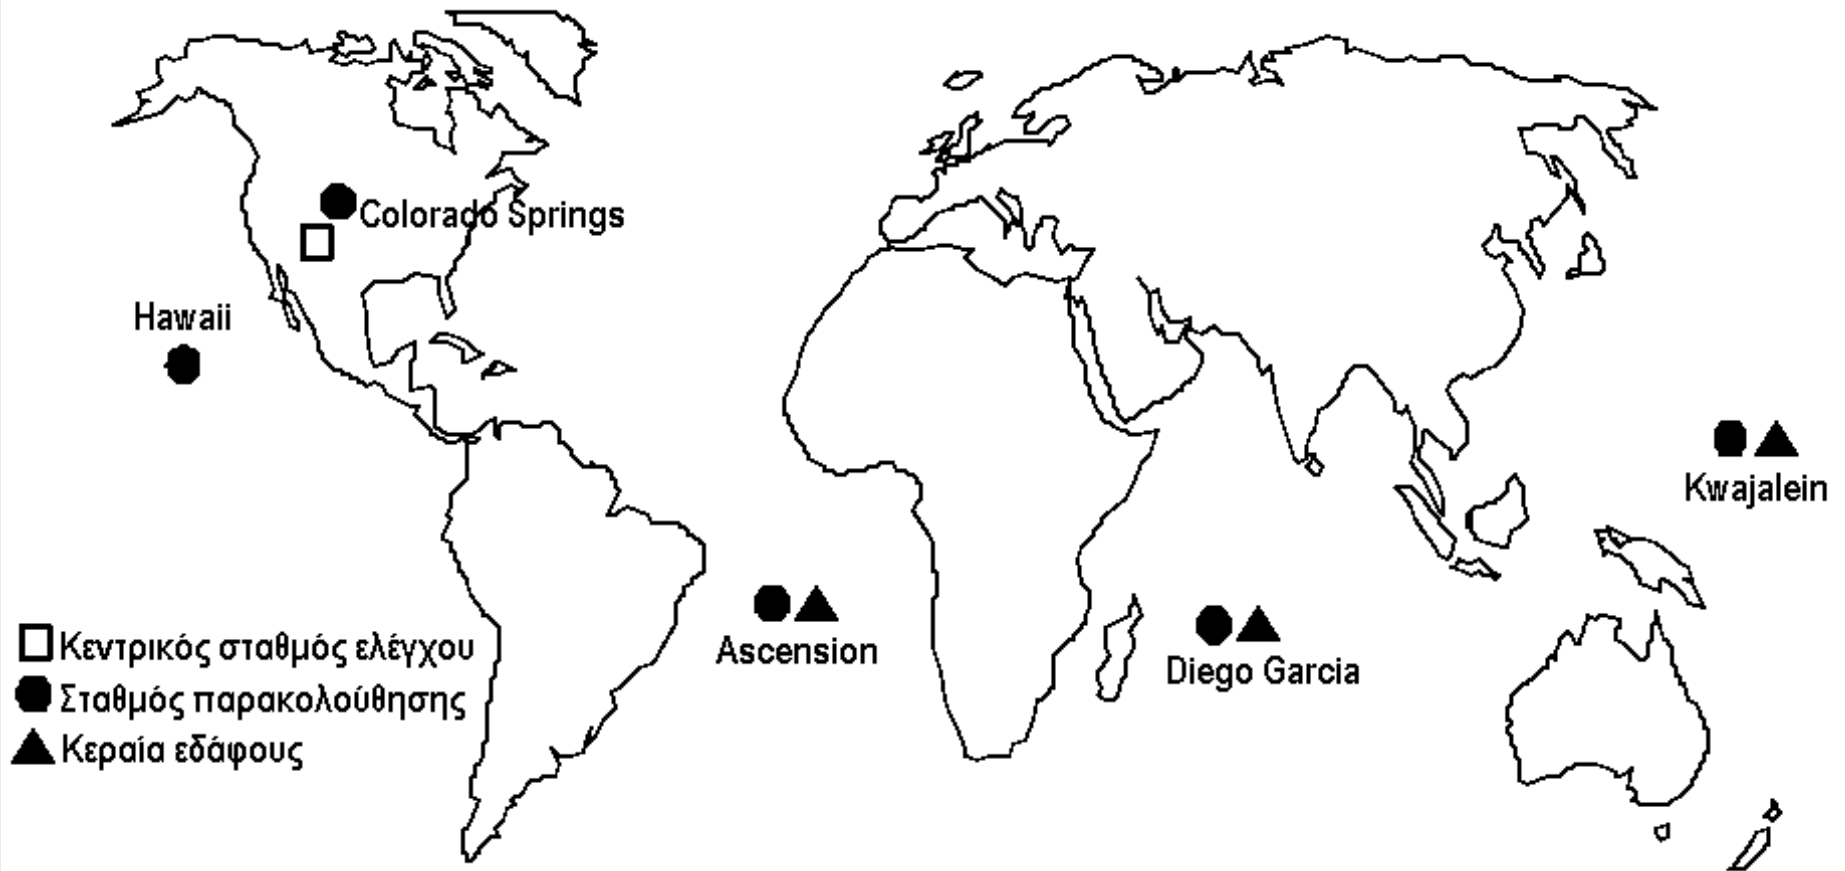 Colorado Springs
Hawaii
Kwajalein
Ascension
Diego Garcia
Κεντρικός σταθμός ελέγχου
Σταθμός παρακολούθησης
Κεραία εδάφους